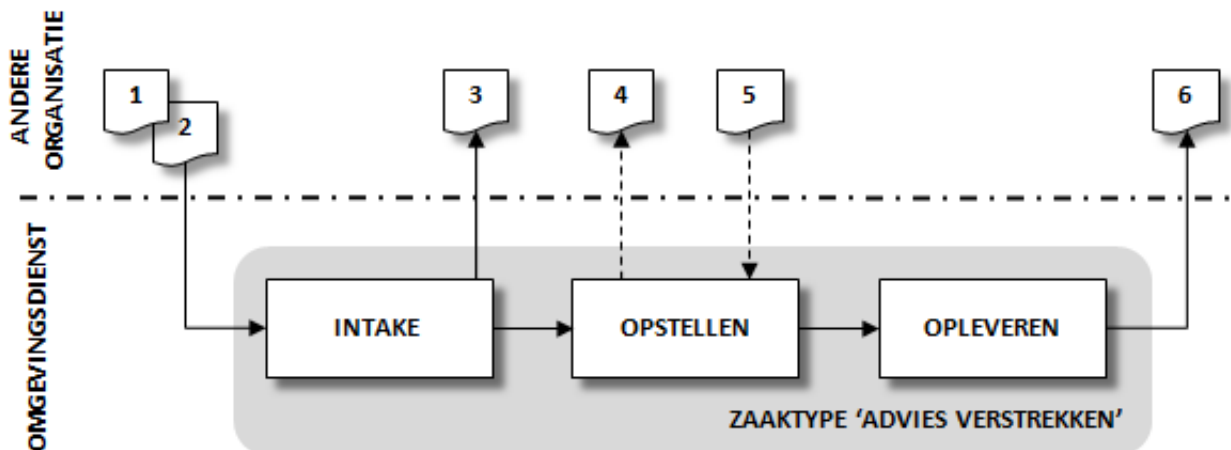 ANDERE
ORGANISATIE
1
2
3
4
5
6
OMGEVINGSDIENST
INTAKE
OPSTELLEN
OPLEVEREN
ZAAKTYPE ‘ADVIES VERSTREKKEN’